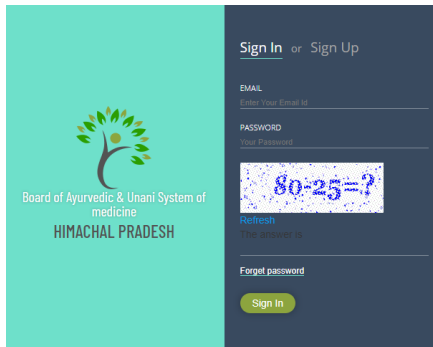 Board of Ayurvedic & Unani System of
medicine
HIMACHAL PRADESH
Sign In or Sign Up
EMAIL
Enter Your Email Id
PASSWORD
Your Password
80-25=?
Refresh
The answer is
Forget password
Sign In